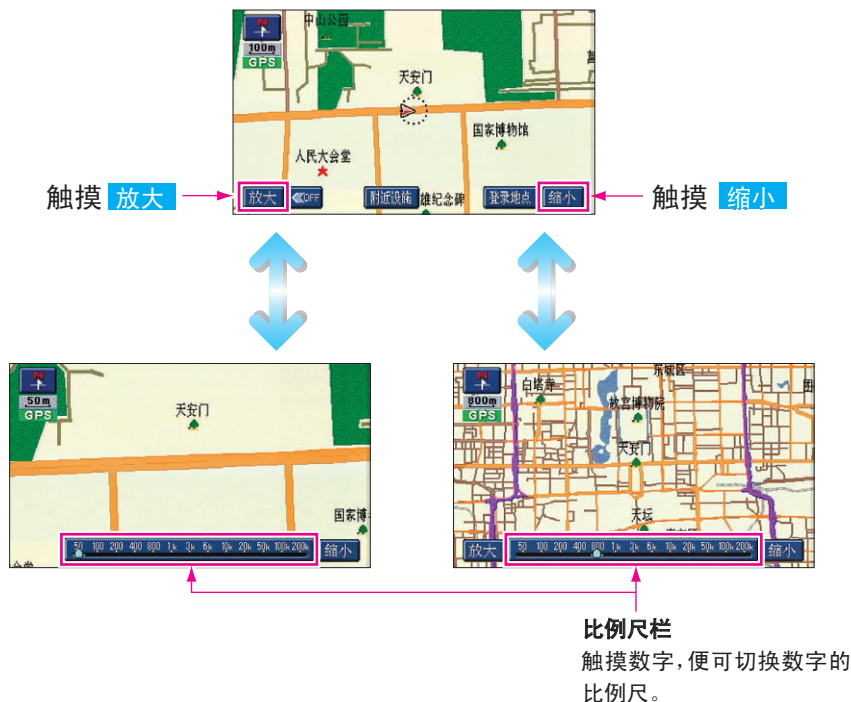 中山公园
N
100m
GPS
天安门
国家博物馆
人民大会堂
触摸 放大
放大
OFF
附近设施
雄纪念碑
登录地点
缩小
触摸 缩小
N
50m
GPS
天安门
国家博
50 100 200 400 800 1k 3k 6k 10k 20k 50k 100k 200k
缩小
N
800m
GPS
白塔寺
东城区
故宫博物院
天安门
天坛
放大
50 100 200 400 800 1k 3k 6k 10k 20k 50k 100k 200k
缩小
比例尺栏
触摸数字,便可切换数字的
比例尺。